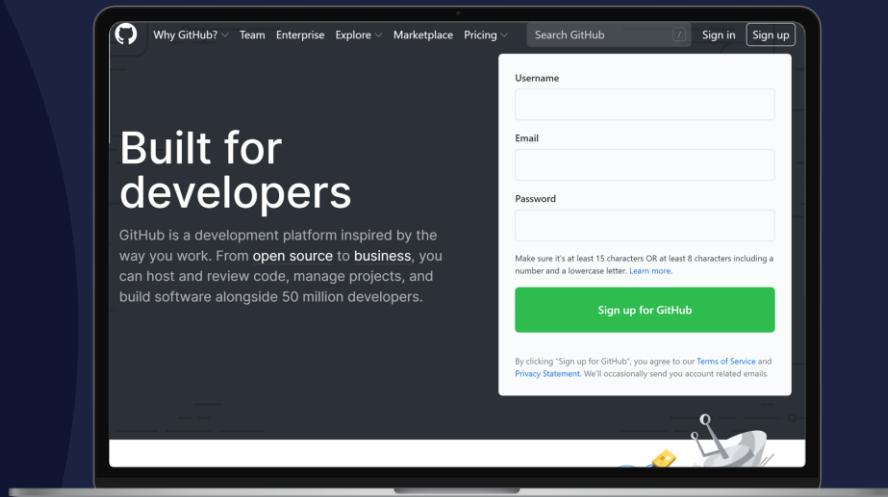 Why GitHub? Team Enterprise Explore Marketplace Pricing Search GitHub / Sign in Sign up
Built for
developers
GitHub is a development platform inspired by the
way you work. From open source to business, you
can host and review code, manage projects, and
build software alongside 50 million developers.
Username
Email
Password
Make sure it's at least 15 characters OR at least 8 characters including a
number and a lowercase letter. Learn more.
Sign up for GitHub
By clicking "Sign up for GitHub", you agree to our Terms of Service and
Privacy Statement. We'll occasionally send you account related emails.